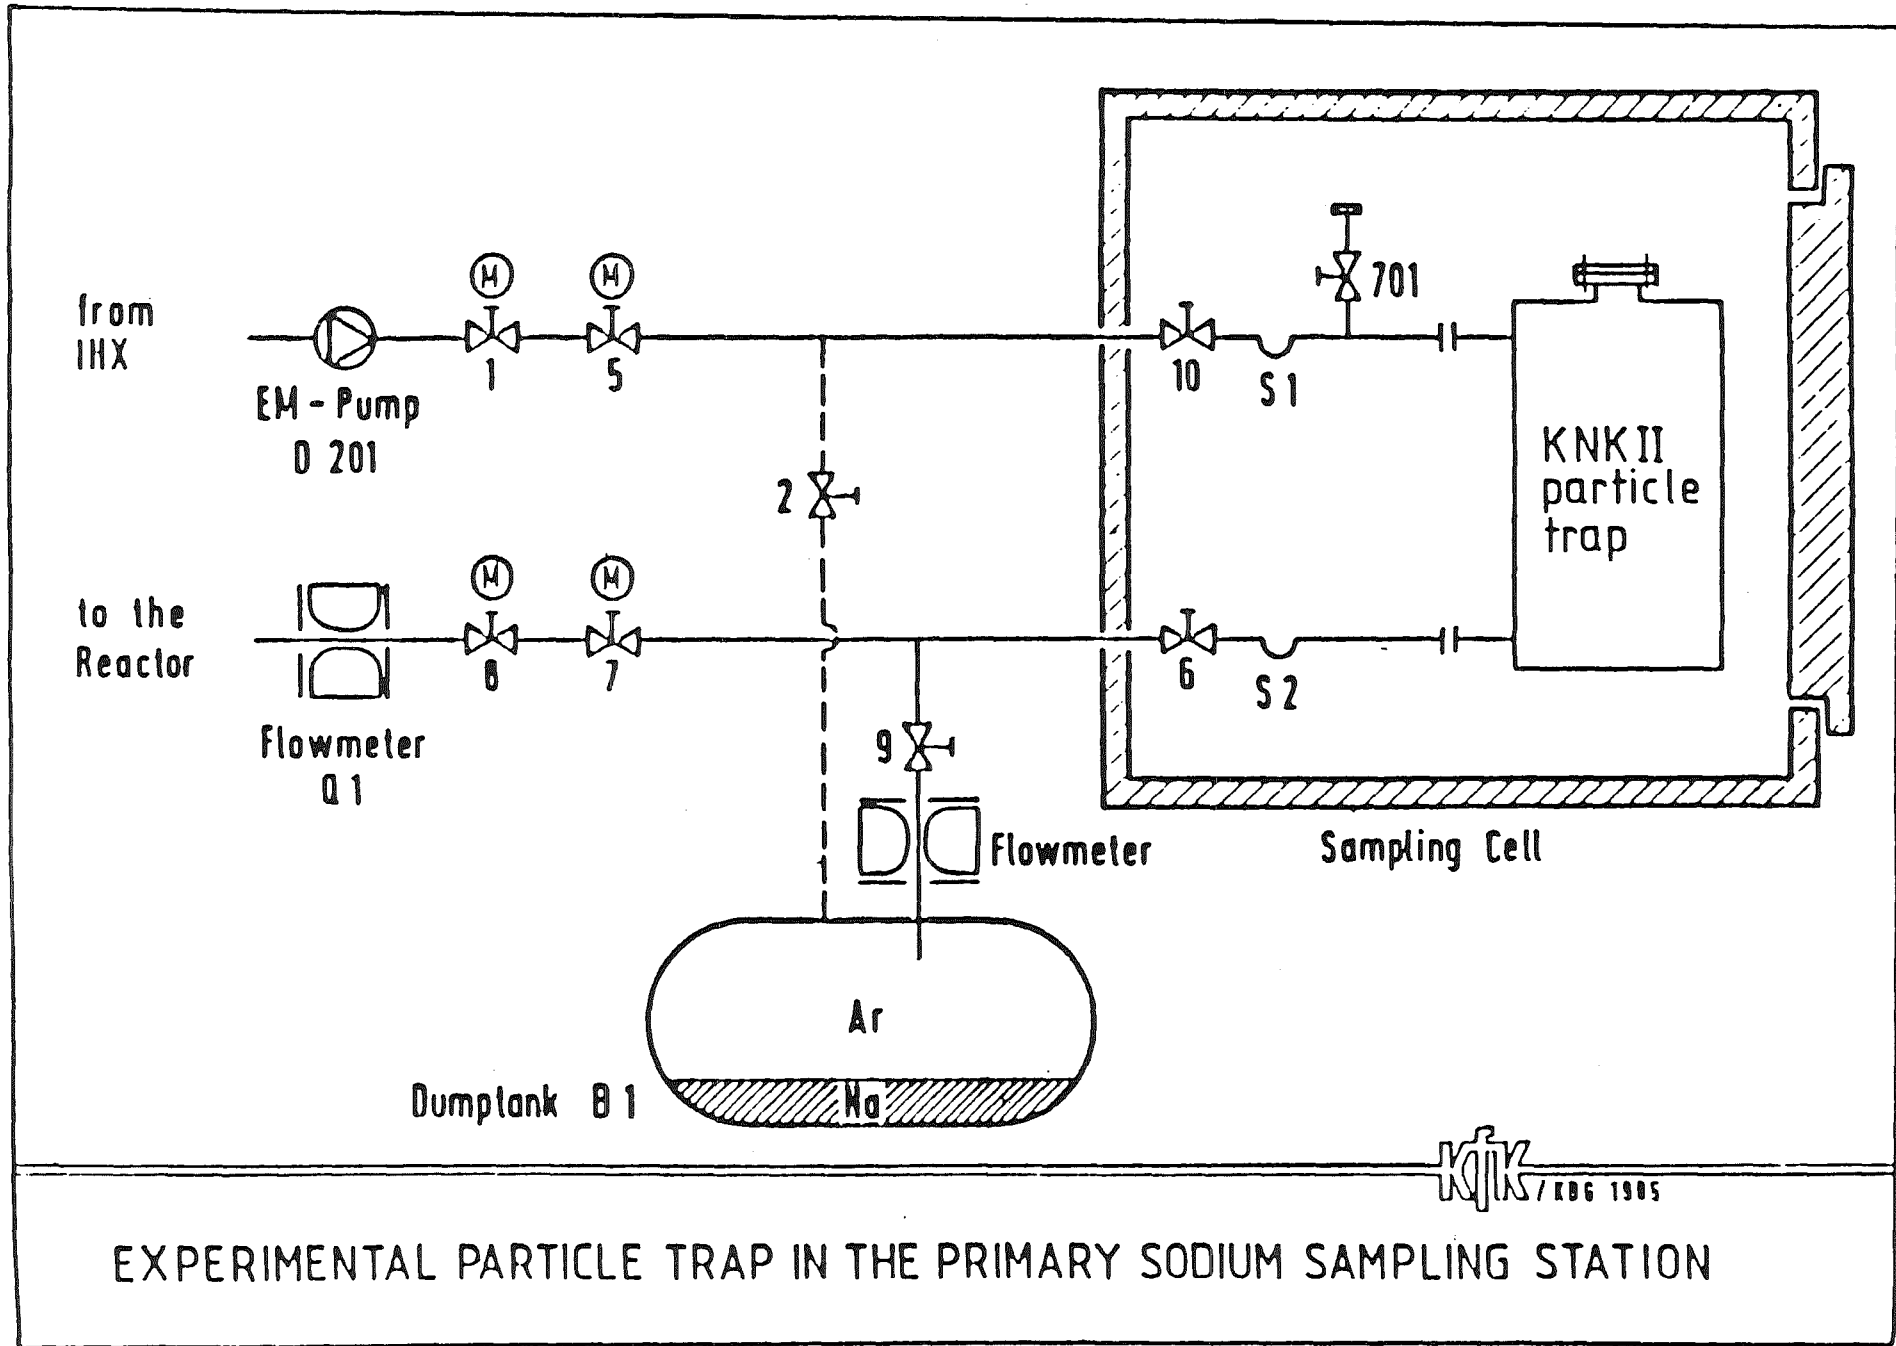 from
IHX
EM - Pump
D 201
M
M
1
5
2
10
S 1
701
KNK II
particle
trap
to the
Reactor
Flowmeter
Q 1
M
M
8
7
6
S 2
9
Flowmeter
Sampling Cell
Ar
Na
Dumptank B 1
KfK / KBG 1985
EXPERIMENTAL PARTICLE TRAP IN THE PRIMARY SODIUM SAMPLING STATION